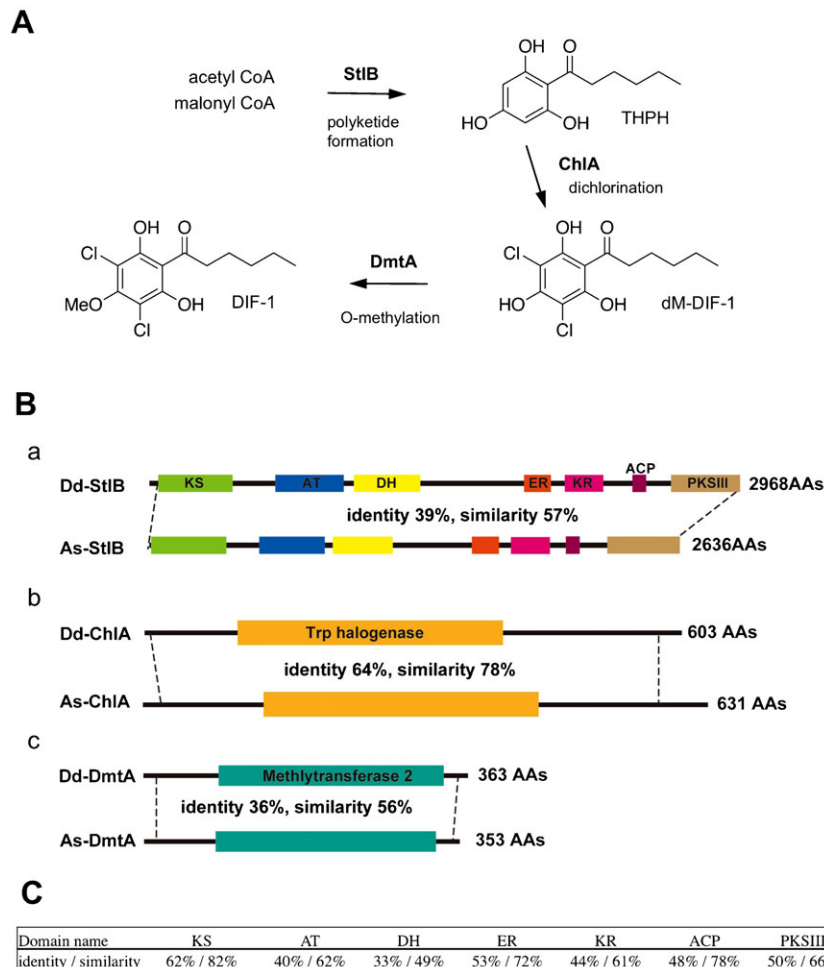 A
acetyl CoA
malonyl CoA
StlB
polyketide
formation
OH
O
HO
OH
THPH
ChlA
dichlorination
OH
O
Cl
MeO
OH
Cl
DIF-1
DmtA
O-methylation
OH
O
Cl
HO
OH
Cl
dM-DIF-1
B
a
Dd-StlB KS AT DH ER KR ACP PKSIII 2968AAs
identity 39%, similarity 57%
As-StlB 2636AAs
b
Dd-ChlA Trp halogenase 603 AAs
identity 64%, similarity 78%
As-ChlA 631 AAs
c
Dd-DmtA Methlytransferase 2 363 AAs
identity 36%, similarity 56%
As-DmtA 353 AAs
C
Domain name KS AT DH ER KR ACP PKSIII
identity / similarity 62% / 82% 40% / 62% 33% / 49% 53% / 72% 44% / 61% 48% / 78% 50% / 66